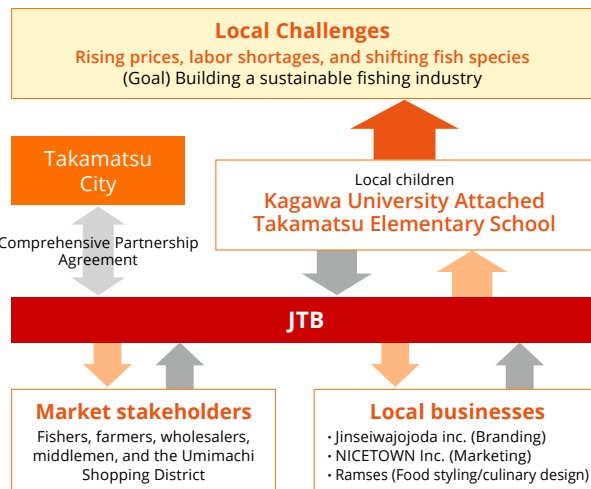 Local Challenges
Rising prices, labor shortages, and shifting fish species
(Goal) Building a sustainable fishing industry
Takamatsu
City
Local children
Kagawa University Attached
Takamatsu Elementary School
Comprehensive Partnership
Agreement
JTB
Market stakeholders
Fishers, farmers, wholesalers,
middlemen, and the Umimachi
Shopping District
Local businesses
・Jinseiwajojoda inc. (Branding)
・NICETOWN Inc. (Marketing)
・Ramses (Food styling/culinary design)